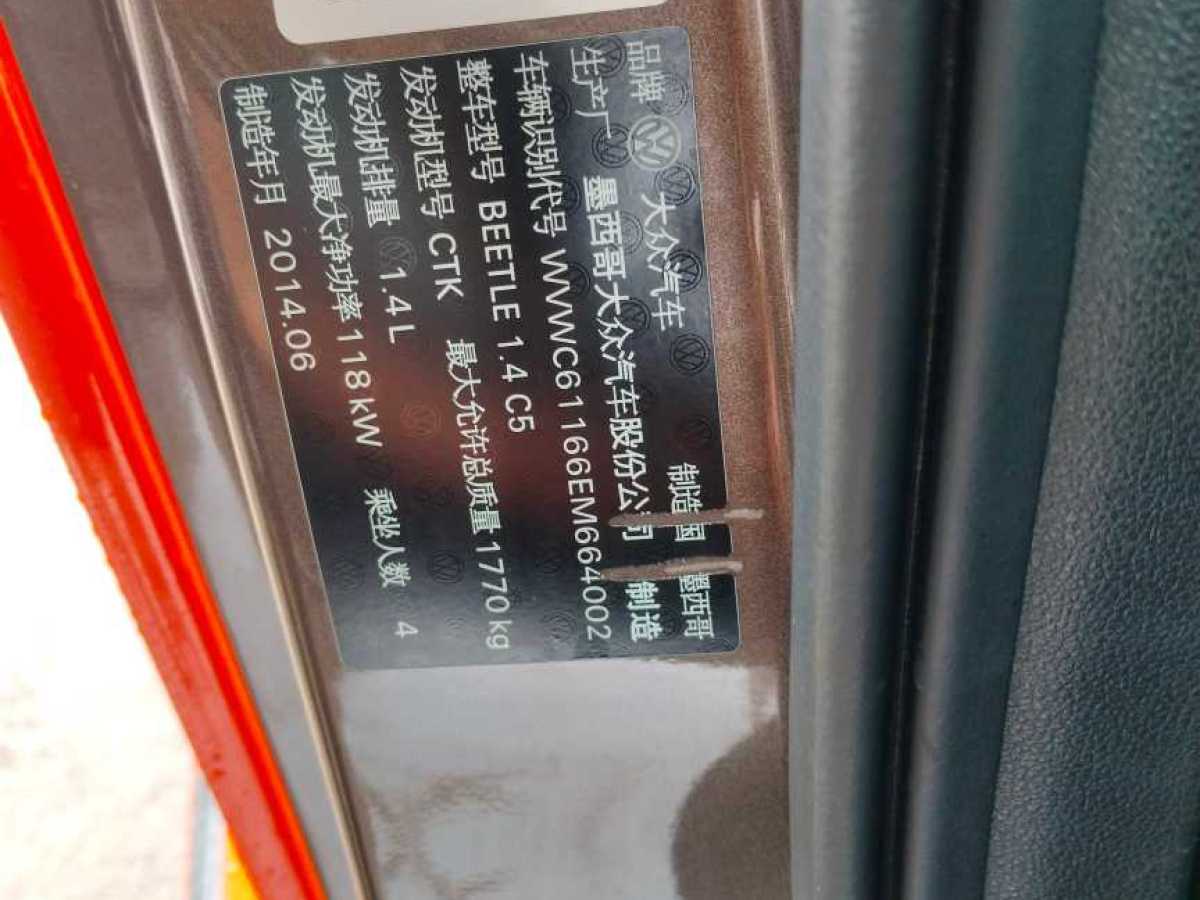 品牌 大众汽车 制造国 墨西哥
生产厂 墨西哥大众汽车股份公司 制造
车辆识别代号 WVWC61166EM664002
整车型号 BEETLE 1.4 C5
发动机型号 CTK 最大允许总质量 1770kg
发动机排量 1.4L
发动机最大净功率 118kW 乘坐人数 4
制造年月 2014.06